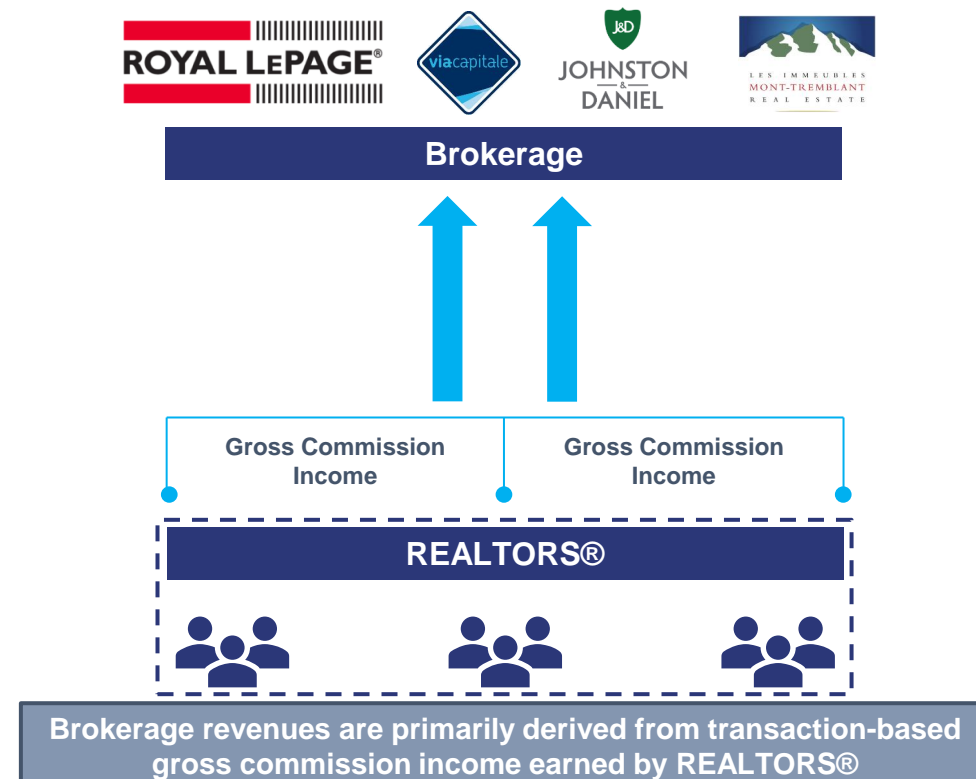 ROYAL LEPAGE®
viacapitale
J&D
JOHNSTON
&
DANIEL
LES IMMEUBLES
MONT-TREMBLANT
REAL ESTATE
Brokerage
Gross Commission
Income
Gross Commission
Income
REALTORS®
Brokerage revenues are primarily derived from transaction-based
gross commission income earned by REALTORS®